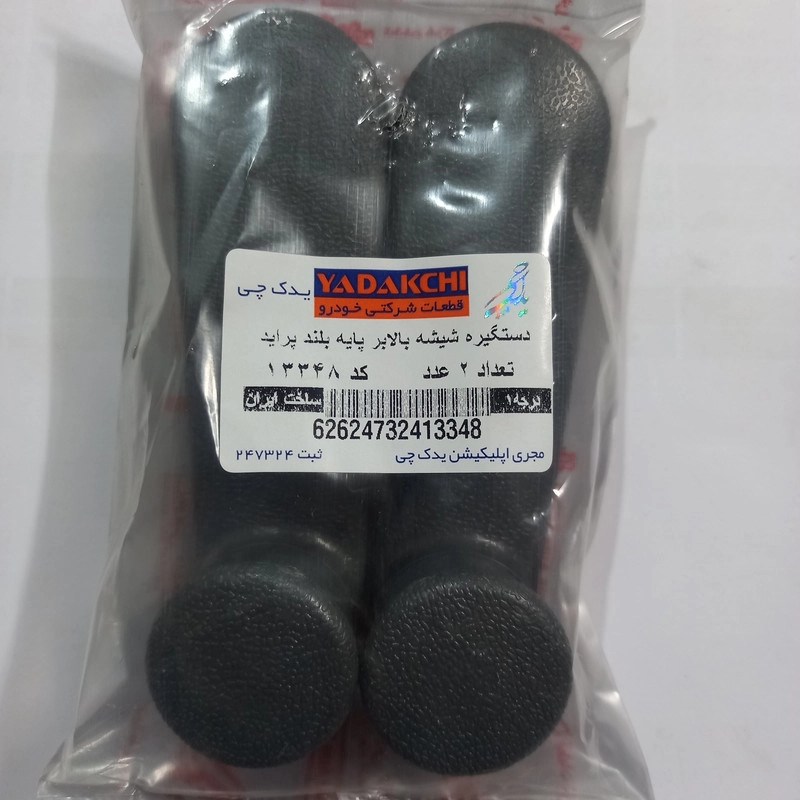 یدک چی YADAKCHI
قطعات شرکتی خودرو
دستگیره شیشه بالابر پایه بلند پراید
تعداد ۲ عدد کد ۱۳۳۴۸
درجه۱ ساخت ایران
62624732413348
مجری اپلیکیشن یدک چی ثبت ۲۴۷۳۲۴